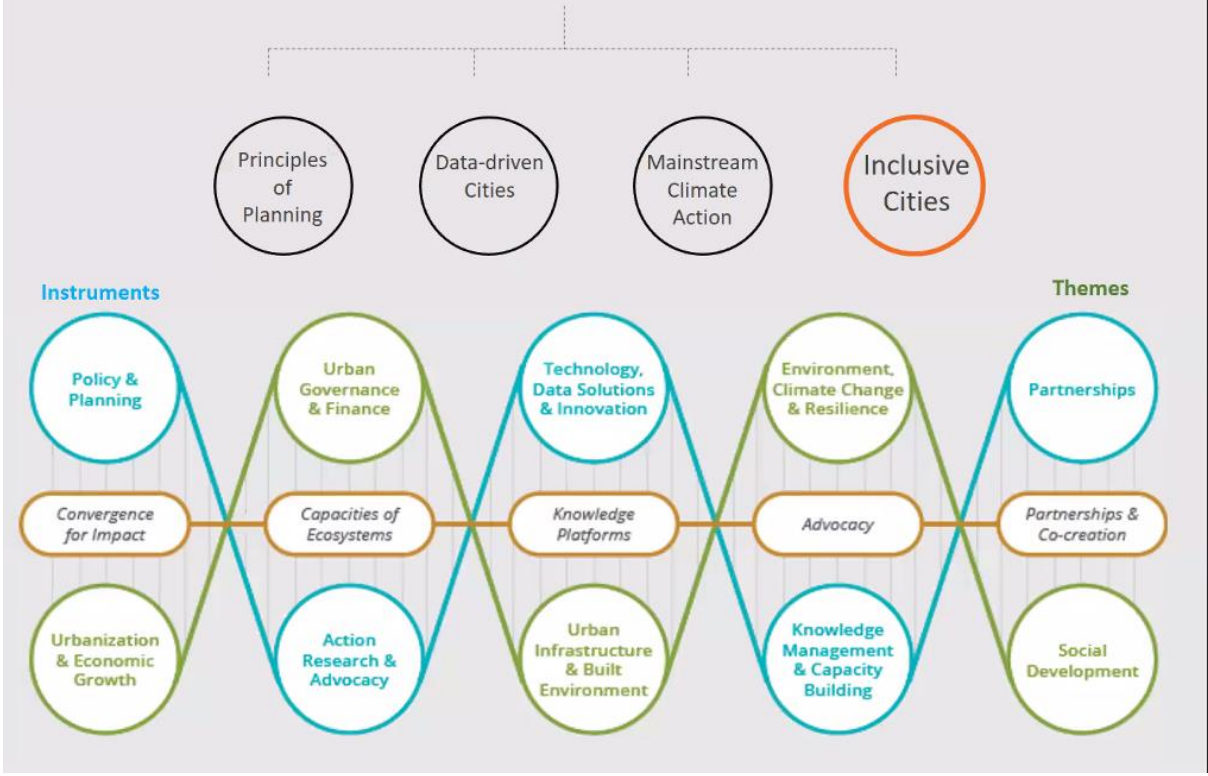 Principles
of
Planning
Data-driven
Cities
Mainstream
Climate
Action
Inclusive
Cities
Instruments
Themes
Policy &
Planning
Urban
Governance
& Finance
Technology,
Data Solutions
& Innovation
Environment,
Climate Change
& Resilience
Partnerships
Convergence
for Impact
Capacities of
Ecosystems
Knowledge
Platforms
Advocacy
Partnerships &
Co-creation
Urbanization
& Economic
Growth
Action
Research &
Advocacy
Urban
Infrastructure
& Built
Environment
Knowledge
Management
& Capacity
Building
Social
Development